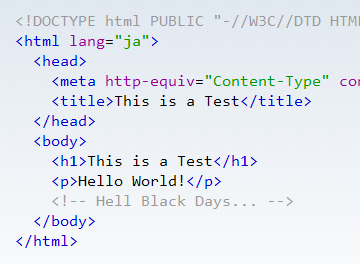 <!DOCTYPE html PUBLIC "-//W3C//DTD HTM
<html lang="ja">
<head>
<meta http-equiv="Content-Type" con
<title>This is a Test</title>
</head>
<body>
<h1>This is a Test</h1>
<p>Hello World!</p>
<!-- Hell Black Days... -->
</body>
</html>